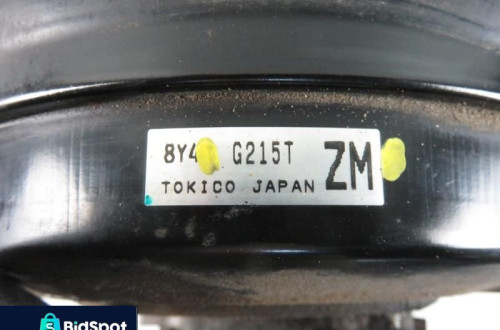 8Y4 G215T
TOKICO JAPAN ZM
BidSpot